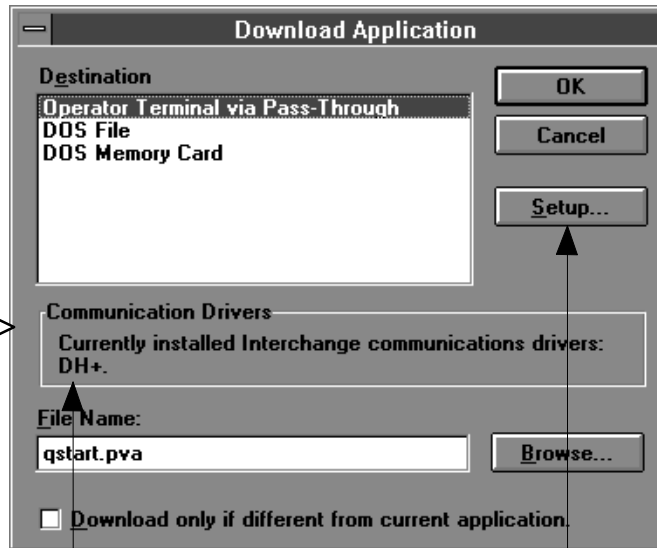 Download Application
Destination
Operator Terminal via Pass-Through
DOS File
DOS Memory Card
OK
Cancel
Setup...
Communication Drivers
Currently installed Interchange communications drivers:
DH+.
File Name:
qstart.pva
Browse...
Download only if different from current application.